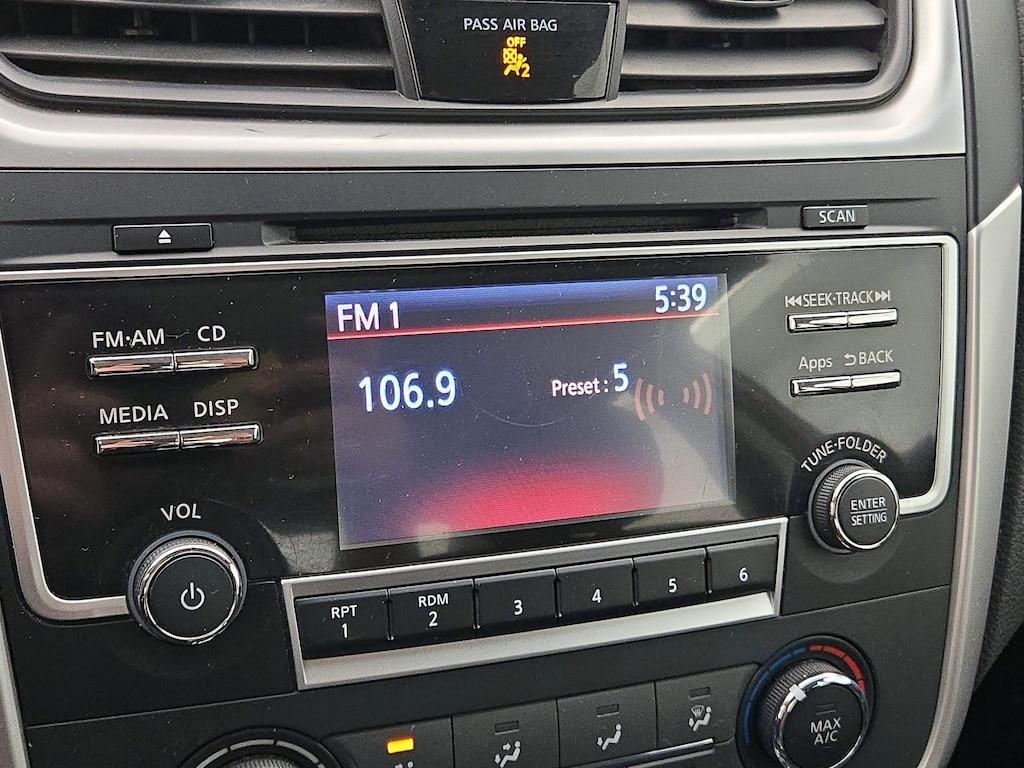 PASS AIR BAG
OFF
2
SCAN
FM 1 5:39
SEEK·TRACK
FM·AM CD
106.9 Preset : 5
Apps BACK
MEDIA DISP
TUNE·FOLDER
VOL
ENTER
SETTING
RPT
1
RDM
2
3
4
5
6
MAX
A/C